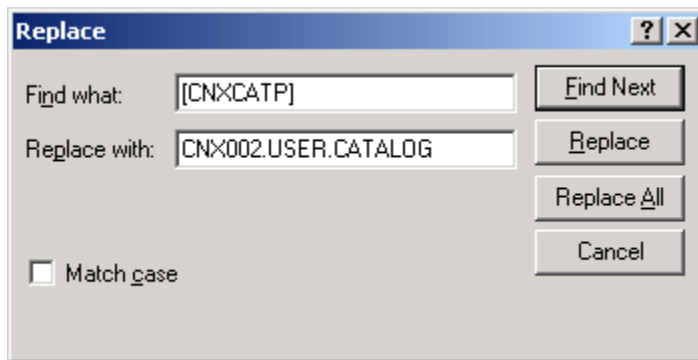 Replace
Find what: [CNXCATP] Find Next
Replace with: CNX002.USER.CATALOG Replace
Replace All
Match case Cancel